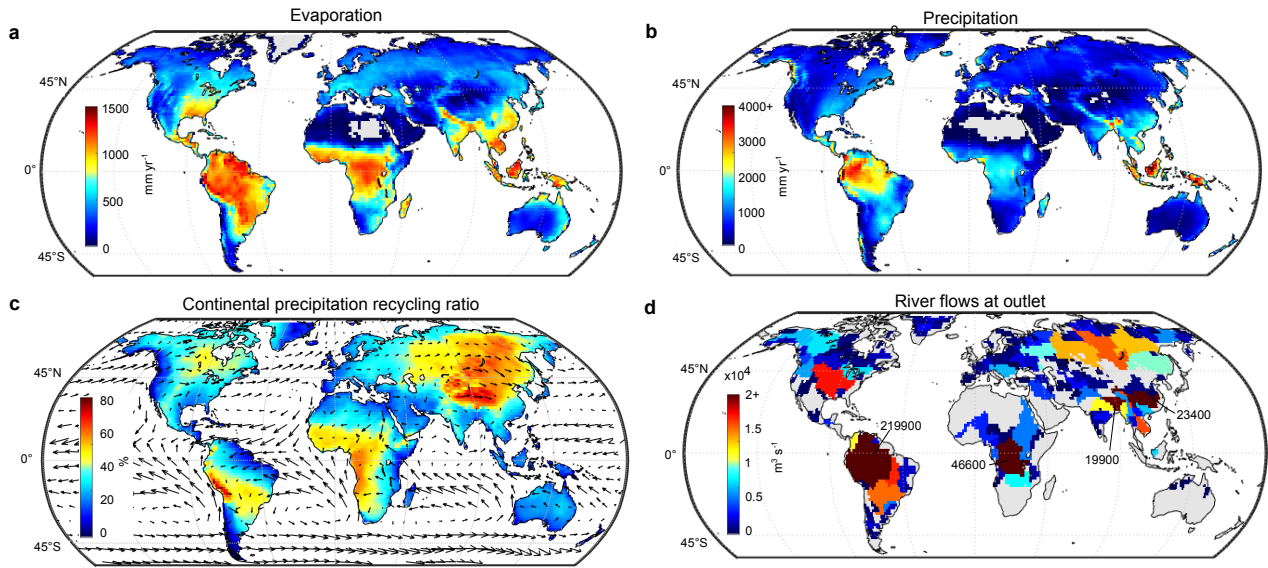 Evaporation
a
45°N
0°
45°S
1500
1000
500
0
mm yr⁻¹
Precipitation
b
0
45°N
0°
45°S
4000+
3000
2000
1000
0
mm yr⁻¹
Continental precipitation recycling ratio
c
45°N
0°
45°S
80
60
40
20
0
%
River flows at outlet
d
45°N
0°
45°S
x10⁴
2+
1.5
1
0.5
0
m³ s⁻¹
219900
46600
19900
23400